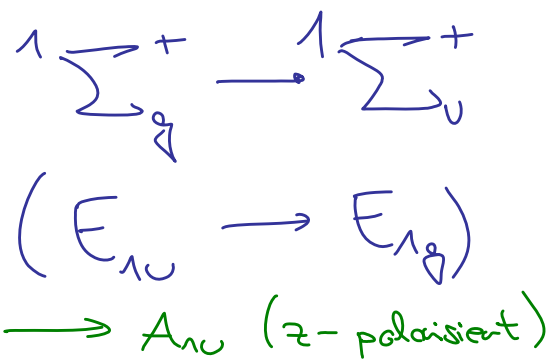 ¹Σg⁺ → ¹Σu⁺
(E₁u → E₁g)
→ A₁u (z-polarisiert)